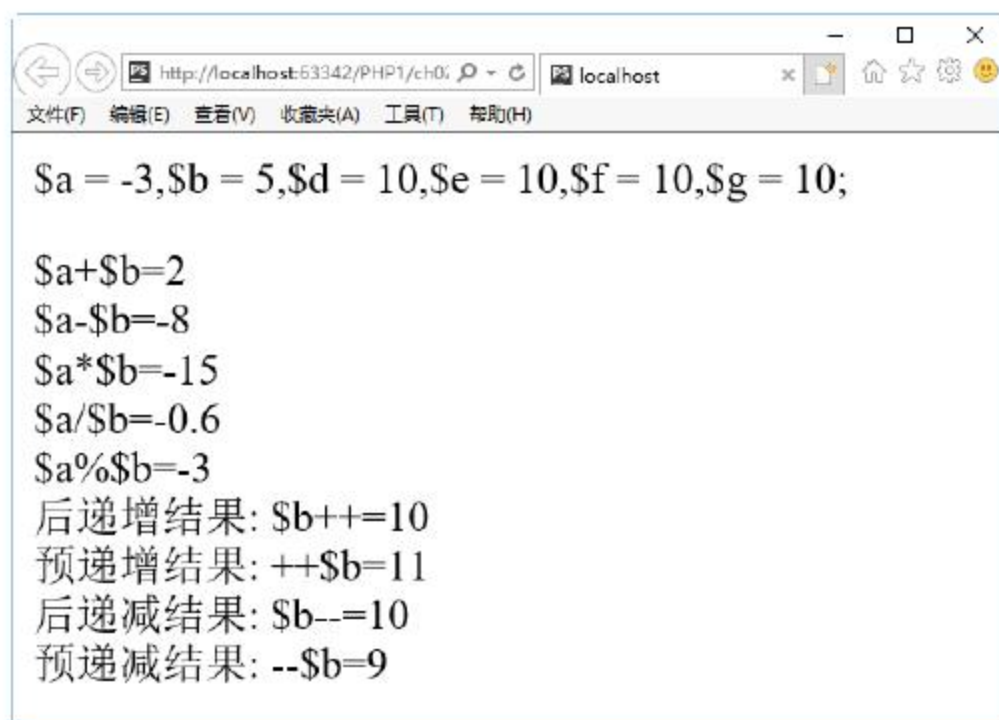 http://localhost:63342/PHP1/ch0
localhost
文件(F) 编辑(E) 查看(V) 收藏夹(A) 工具(T) 帮助(H)
$a = -3,$b = 5,$d = 10,$e = 10,$f = 10,$g = 10;
$a+$b=2
$a-$b=-8
$a*$b=-15
$a/$b=-0.6
$a%$b=-3
后递增结果: $b++=10
预递增结果: ++$b=11
后递减结果: $b--=10
预递减结果: --$b=9